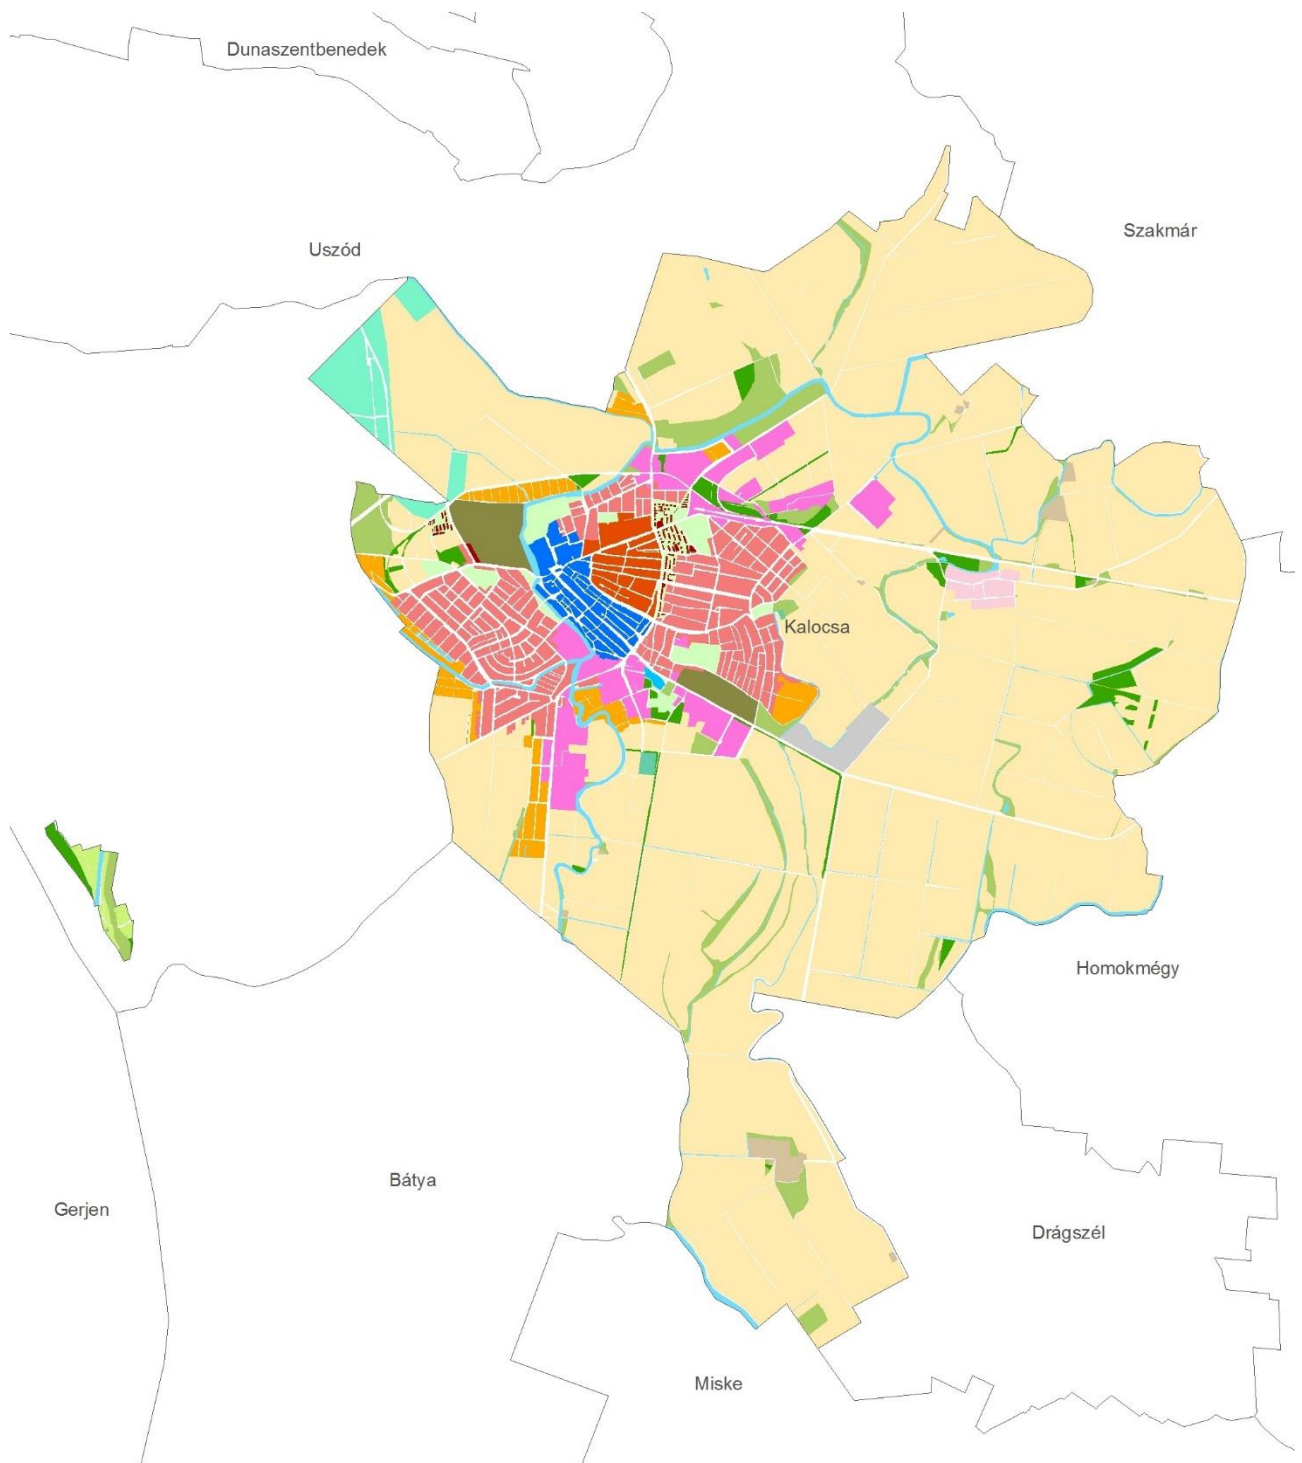 Dunaszentbenedek
Szakmár
Uszód
Kalocsa
Homokmégy
Bátya
Gerjen
Drágszél
Miske